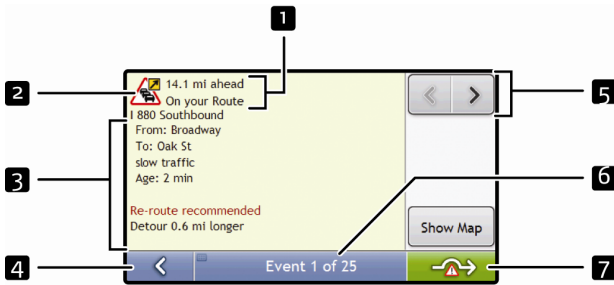 1
2
14.1 mi ahead
On your Route
5
I 880 Southbound
From: Broadway
To: Oak St
slow traffic
Age: 2 min
3
6
Re-route recommended
Detour 0.6 mi longer
Show Map
4
Event 1 of 25
7